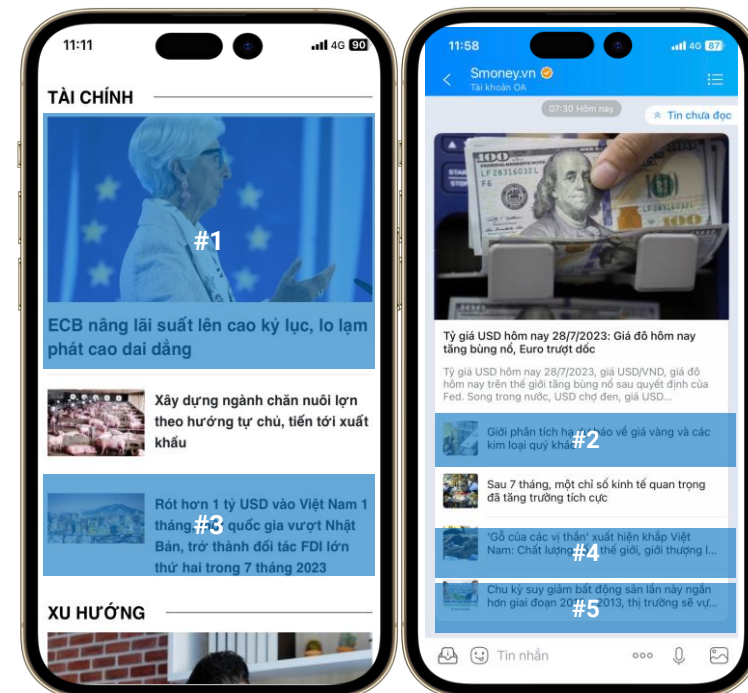 11:11
4G 90
TÀI CHÍNH
#1
ECB nâng lãi suất lên cao kỷ lục, lo lạm
phát cao dai dẳng
Xây dựng ngành chăn nuôi lợn
theo hướng tự chủ, tiến tới xuất
khẩu
Rót hơn 1 tỷ USD vào Việt Nam 1
tháng, quốc gia vượt Nhật
#3
Bản, trở thành đối tác FDI lớn
thứ hai trong 7 tháng 2023
XU HƯỚNG
11:58
4G 87
Smoney.vn
Tài khoản OA
07:30 Hôm nay
Tin chưa đọc
Tỷ giá USD hôm nay 28/7/2023: Giá đô hôm nay
tăng bùng nổ, Euro trượt dốc
Tỷ giá USD hôm nay 28/7/2023, giá USD/VND, giá đô
hôm nay trên thế giới tăng bùng nổ sau quyết định của
Fed. Song trong nước, USD chợ đen, giá USD...
Giới phân tích báo về giá vàng và các
kim loại quý
#2
Sau 7 tháng, một chỉ số kinh tế quan trọng
đã tăng trưởng tích cực
'Gỗ của các vị thần' xuất hiện khắp Việt
Nam: Chất lượng thế giới, giới thượng l...
#4
Chu kỳ suy giảm bất động sản lần này ngắn
hơn giai đoạn 2013, thị trường sẽ vự...
#5
Tin nhắn